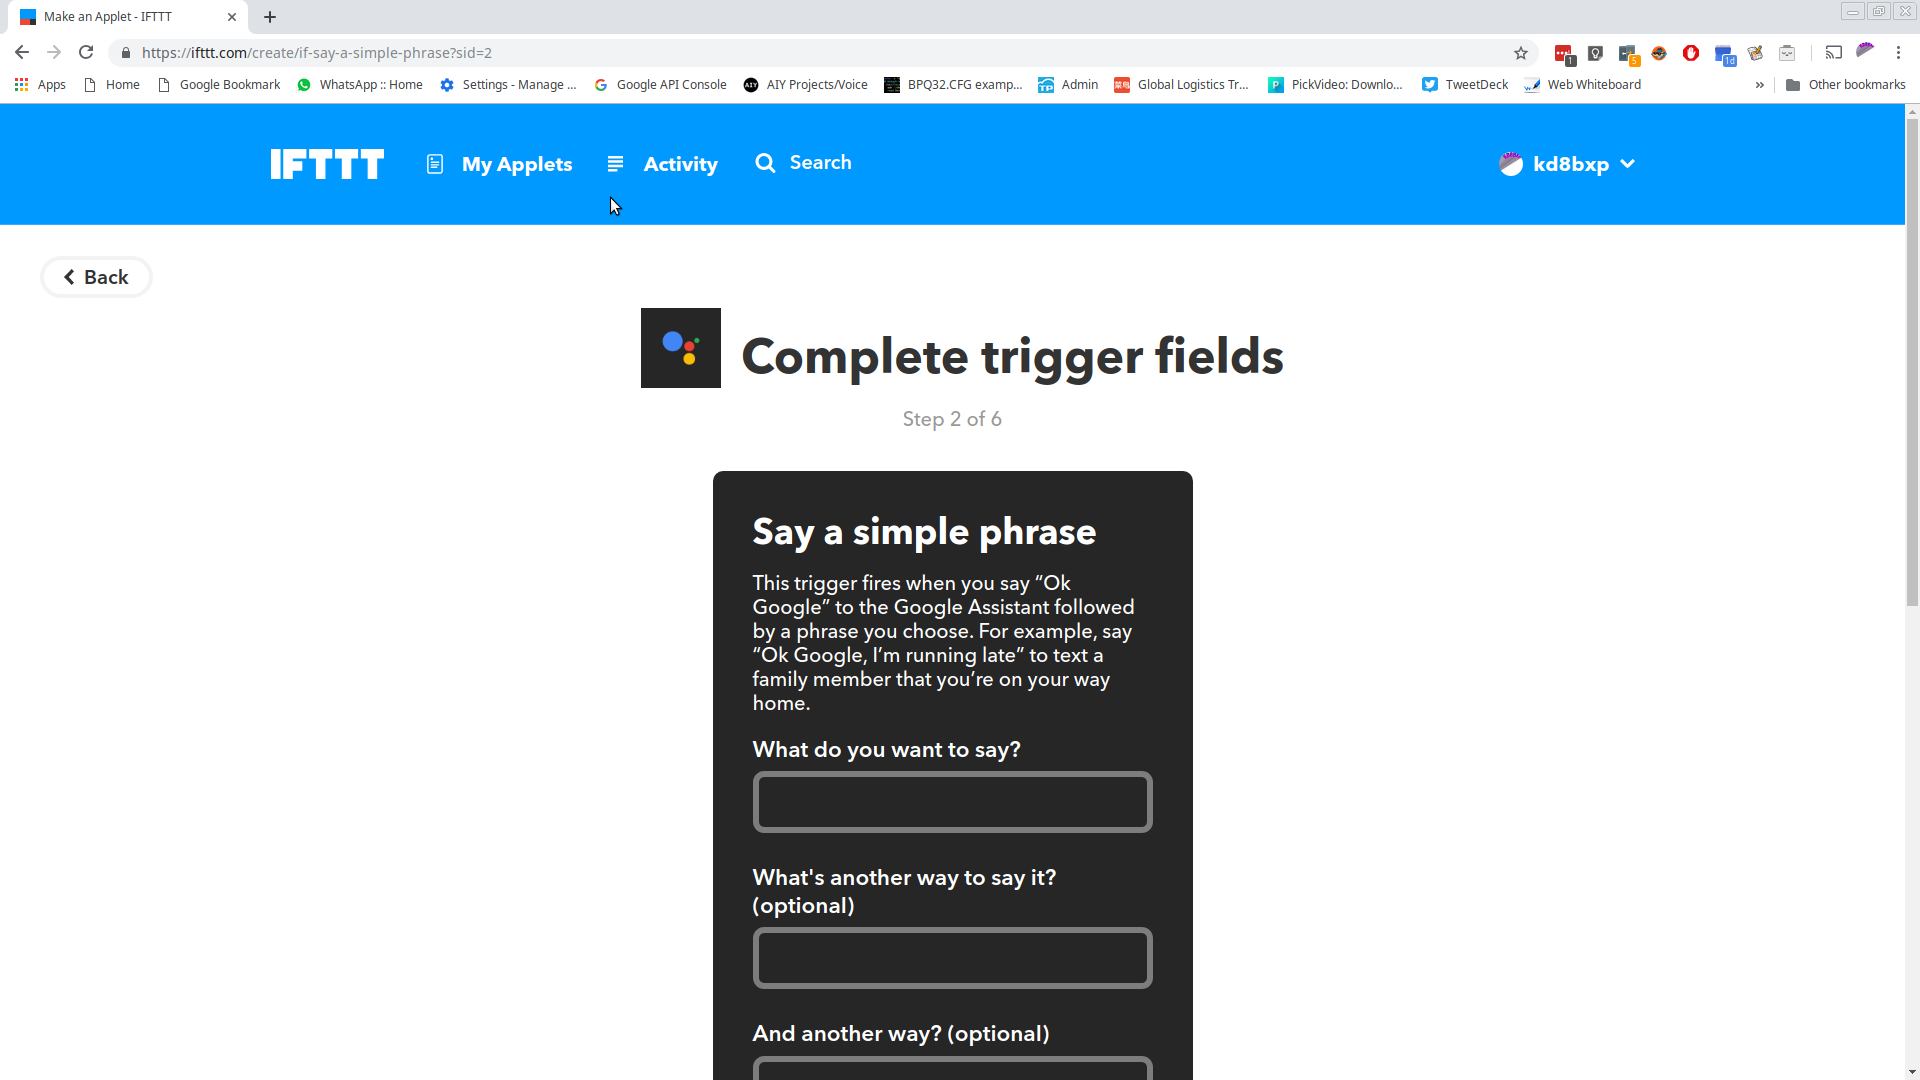 Make an Applet - IFTTT
https://ifttt.com/create/if-say-a-simple-phrase?sid=2
1
5
1d
Apps
Home
Google Bookmark
WhatsApp :: Home
Settings - Manage ...
Google API Console
AIY Projects/Voice
BPQ32.CFG examp...
Admin
Global Logistics Tr...
PickVideo: Downlo...
TweetDeck
Web Whiteboard
»
Other bookmarks
IFTTT
My Applets
Activity
Search
kd8bxp
Back
Complete trigger fields
Step 2 of 6
Say a simple phrase
This trigger fires when you say “Ok
Google” to the Google Assistant followed
by a phrase you choose. For example, say
“Ok Google, I’m running late” to text a
family member that you’re on your way
home.
What do you want to say?
What's another way to say it?
(optional)
And another way? (optional)